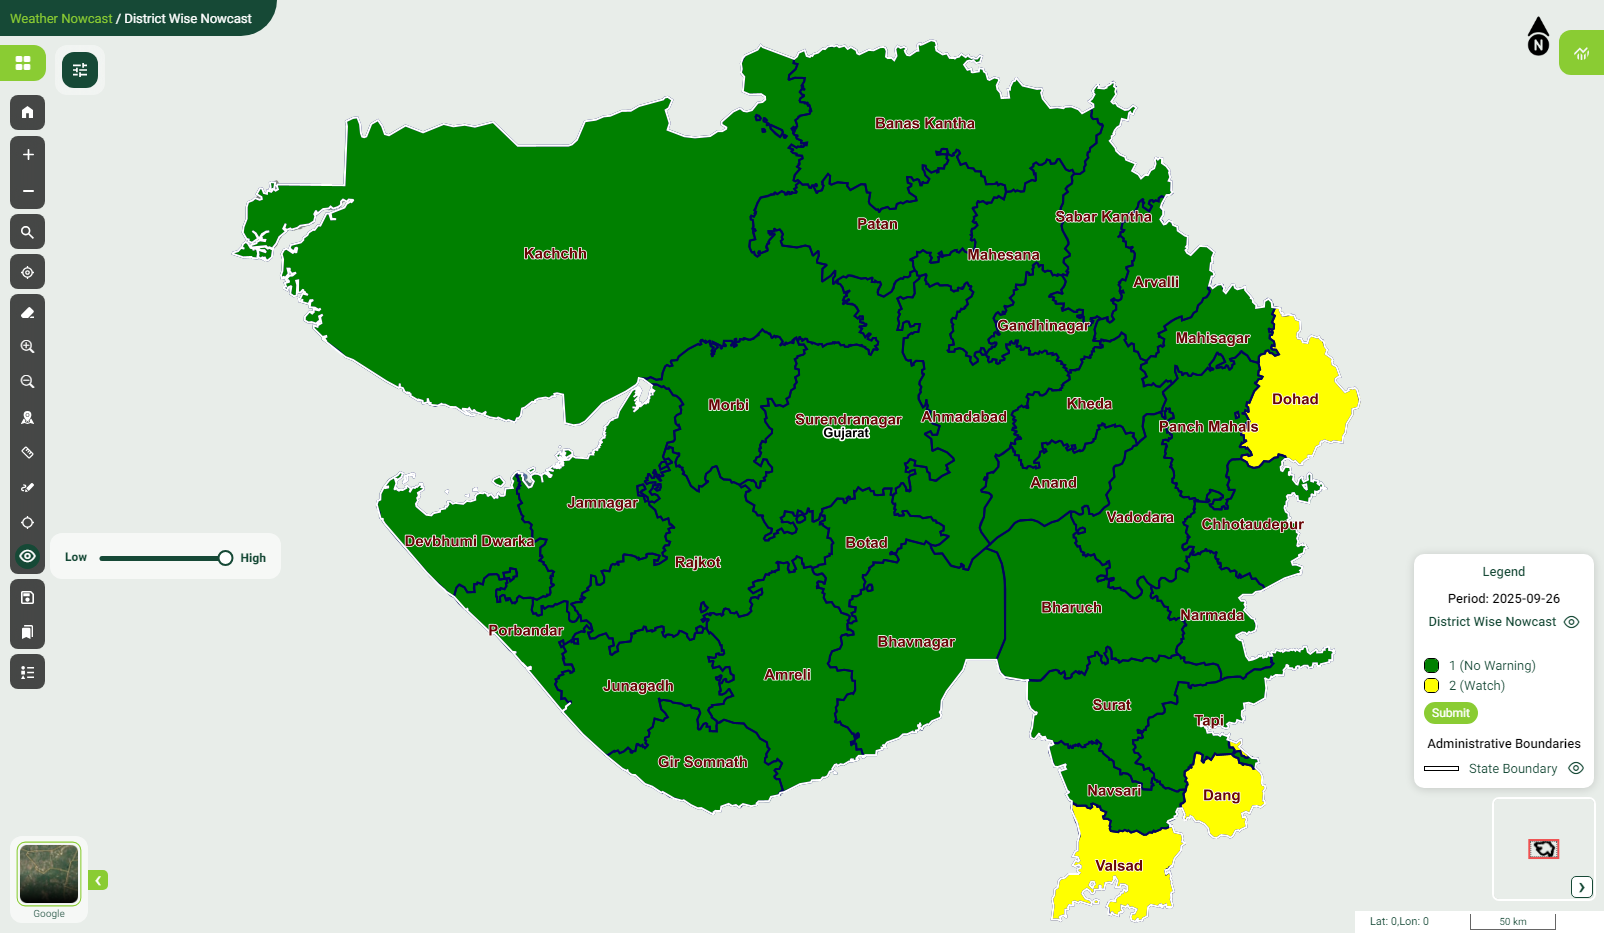 Weather Nowcast / District Wise Nowcast
N
Banas Kantha
Patan
Sabar Kantha
Kachchh
Mahesana
Arvalli
Gandhinagar
Mahisagar
Dohad
Morbi
Surendranagar
Gujarat
Ahmadabad
Kheda
Panch Mahals
Anand
Jamnagar
Vadodara
Chhotaudepur
Devbhumi Dwarka
Botad
Rajkot
Low
High
Bharuch
Narmada
Porbandar
Bhavnagar
Amreli
Junagadh
Surat
Tapi
Gir Somnath
Navsari
Dang
Valsad
Legend
Period: 2025-09-26
District Wise Nowcast
1 (No Warning)
2 (Watch)
Submit
Administrative Boundaries
State Boundary
Google
Lat: 0,Lon: 0
50 km